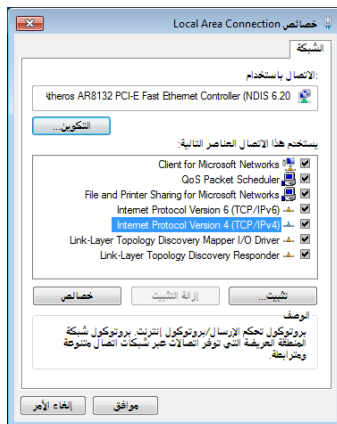 خصائص Local Area Connection
الشبكة
الاتصال باستخدام:
theros AR8132 PCI-E Fast Ethernet Controller (NDIS 6.20
التكوين...
يستخدم هذا الاتصال العناصر التالية:
Client for Microsoft Networks
QoS Packet Scheduler
File and Printer Sharing for Microsoft Networks
Internet Protocol Version 6 (TCP/IPv6)
Internet Protocol Version 4 (TCP/IPv4)
Link-Layer Topology Discovery Mapper I/O Driver
Link-Layer Topology Discovery Responder
تثبيت... إزالة التثبيت خصائص
الوصف
بروتوكول تحكم الإرسال/بروتوكول إنترنت. بروتوكول شبكة
المنطقة العريضة التي توفر اتصالات عبر شبكات اتصال متنوعة
ومترابطة.
موافق إلغاء الأمر